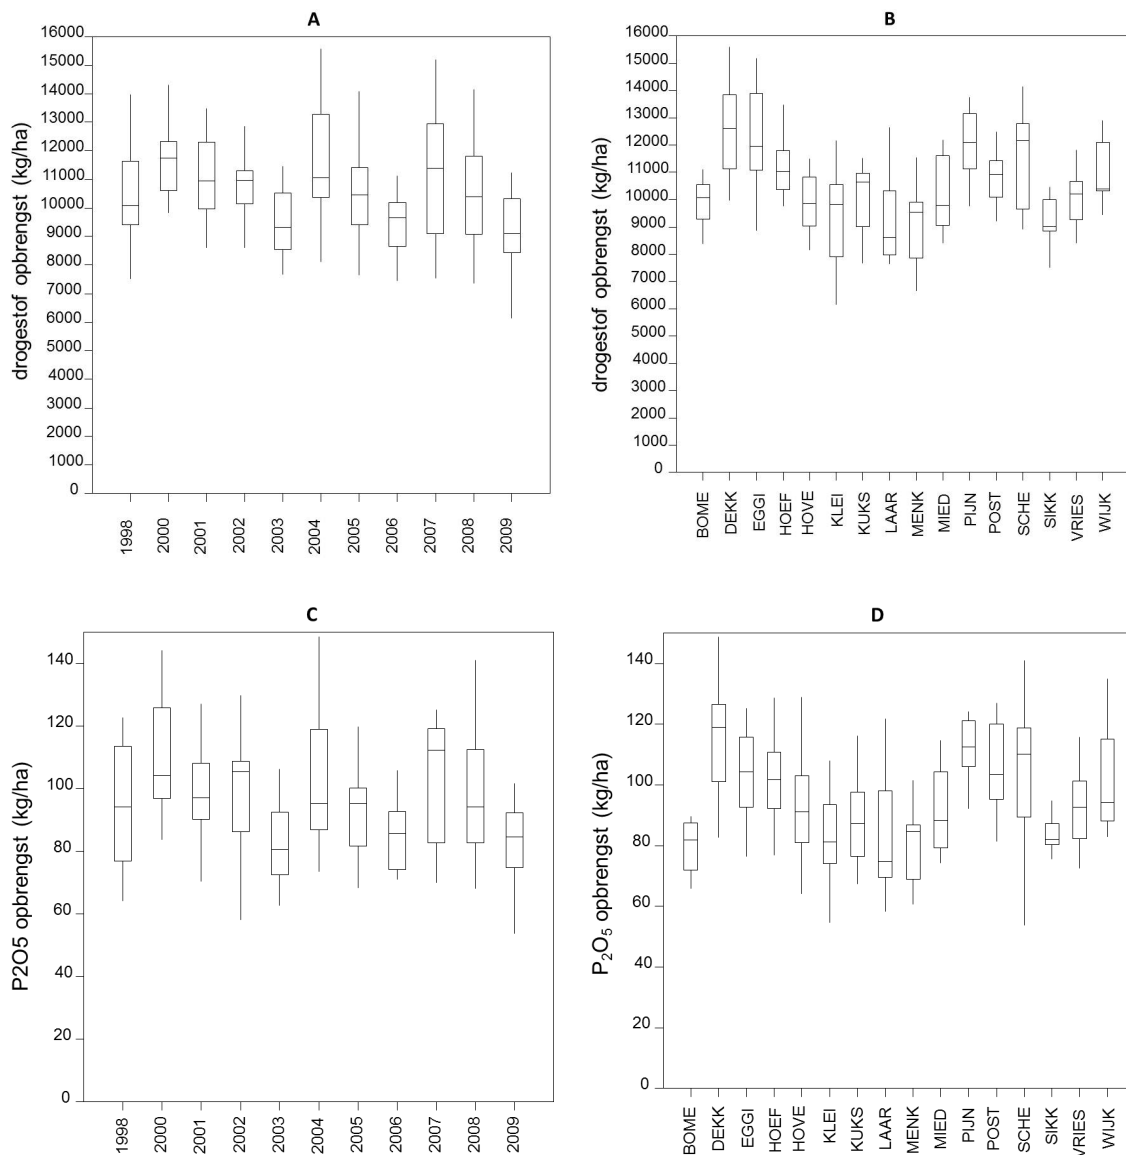 A
drogestof opbrengst (kg/ha)
16000
15000
14000
13000
12000
11000
10000
9000
8000
7000
6000
5000
4000
3000
2000
1000
0
1998
2000
2001
2002
2003
2004
2005
2006
2007
2008
2009
B
drogestof opbrengst (kg/ha)
16000
15000
14000
13000
12000
11000
10000
9000
8000
7000
6000
5000
4000
3000
2000
1000
0
BOME
DEKK
EGGI
HOEF
HOVE
KLEI
KUKS
LAAR
MENK
MIED
PIJN
POST
SCHE
SIKK
VRIES
WIJK
C
P2O5 opbrengst (kg/ha)
140
120
100
80
60
40
20
0
1998
2000
2001
2002
2003
2004
2005
2006
2007
2008
2009
D
P₂O₅ opbrengst (kg/ha)
140
120
100
80
60
40
20
0
BOME
DEKK
EGGI
HOEF
HOVE
KLEI
KUKS
LAAR
MENK
MIED
PIJN
POST
SCHE
SIKK
VRIES
WIJK